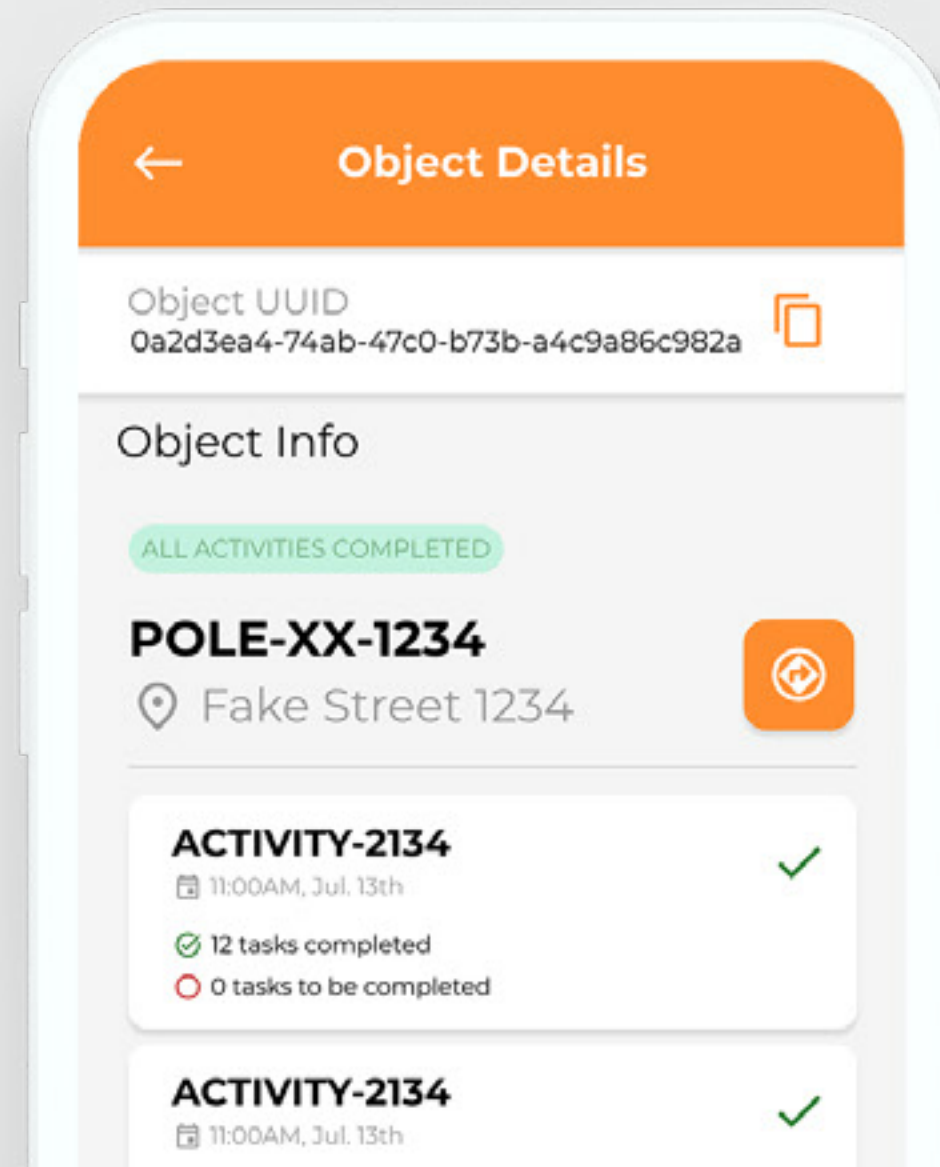 Object Details
Object UUID
0a2d3ea4-74ab-47c0-b73b-a4c9a86c982a
Object Info
ALL ACTIVITIES COMPLETED
POLE-XX-1234
Fake Street 1234
ACTIVITY-2134
11:00AM, Jul. 13th
12 tasks completed
0 tasks to be completed
ACTIVITY-2134
11:00AM, Jul. 13th